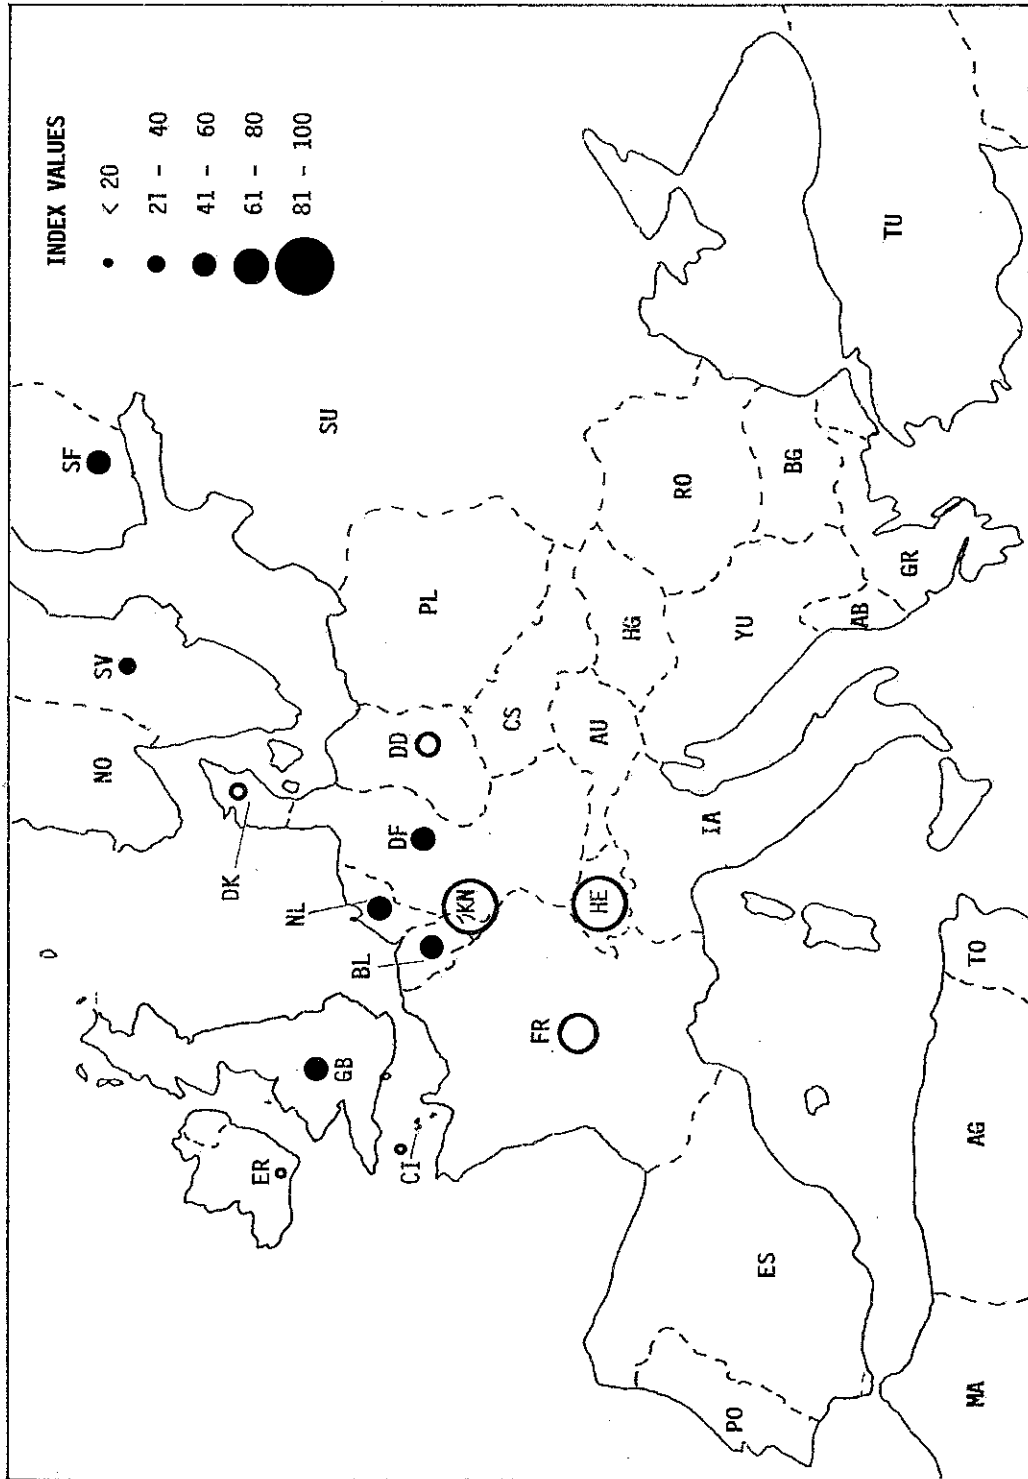 INDEX VALUES
< 20
21 - 40
41 - 60
61 - 80
81 - 100
SF
SV
NO
SU
DK
PL
DD
DF
NL
KN
BL
GB
ER
CI
CS
HG
RO
BG
TU
AU
HE
FR
YU
AB
GR
IA
ES
PO
TO
AG
MA